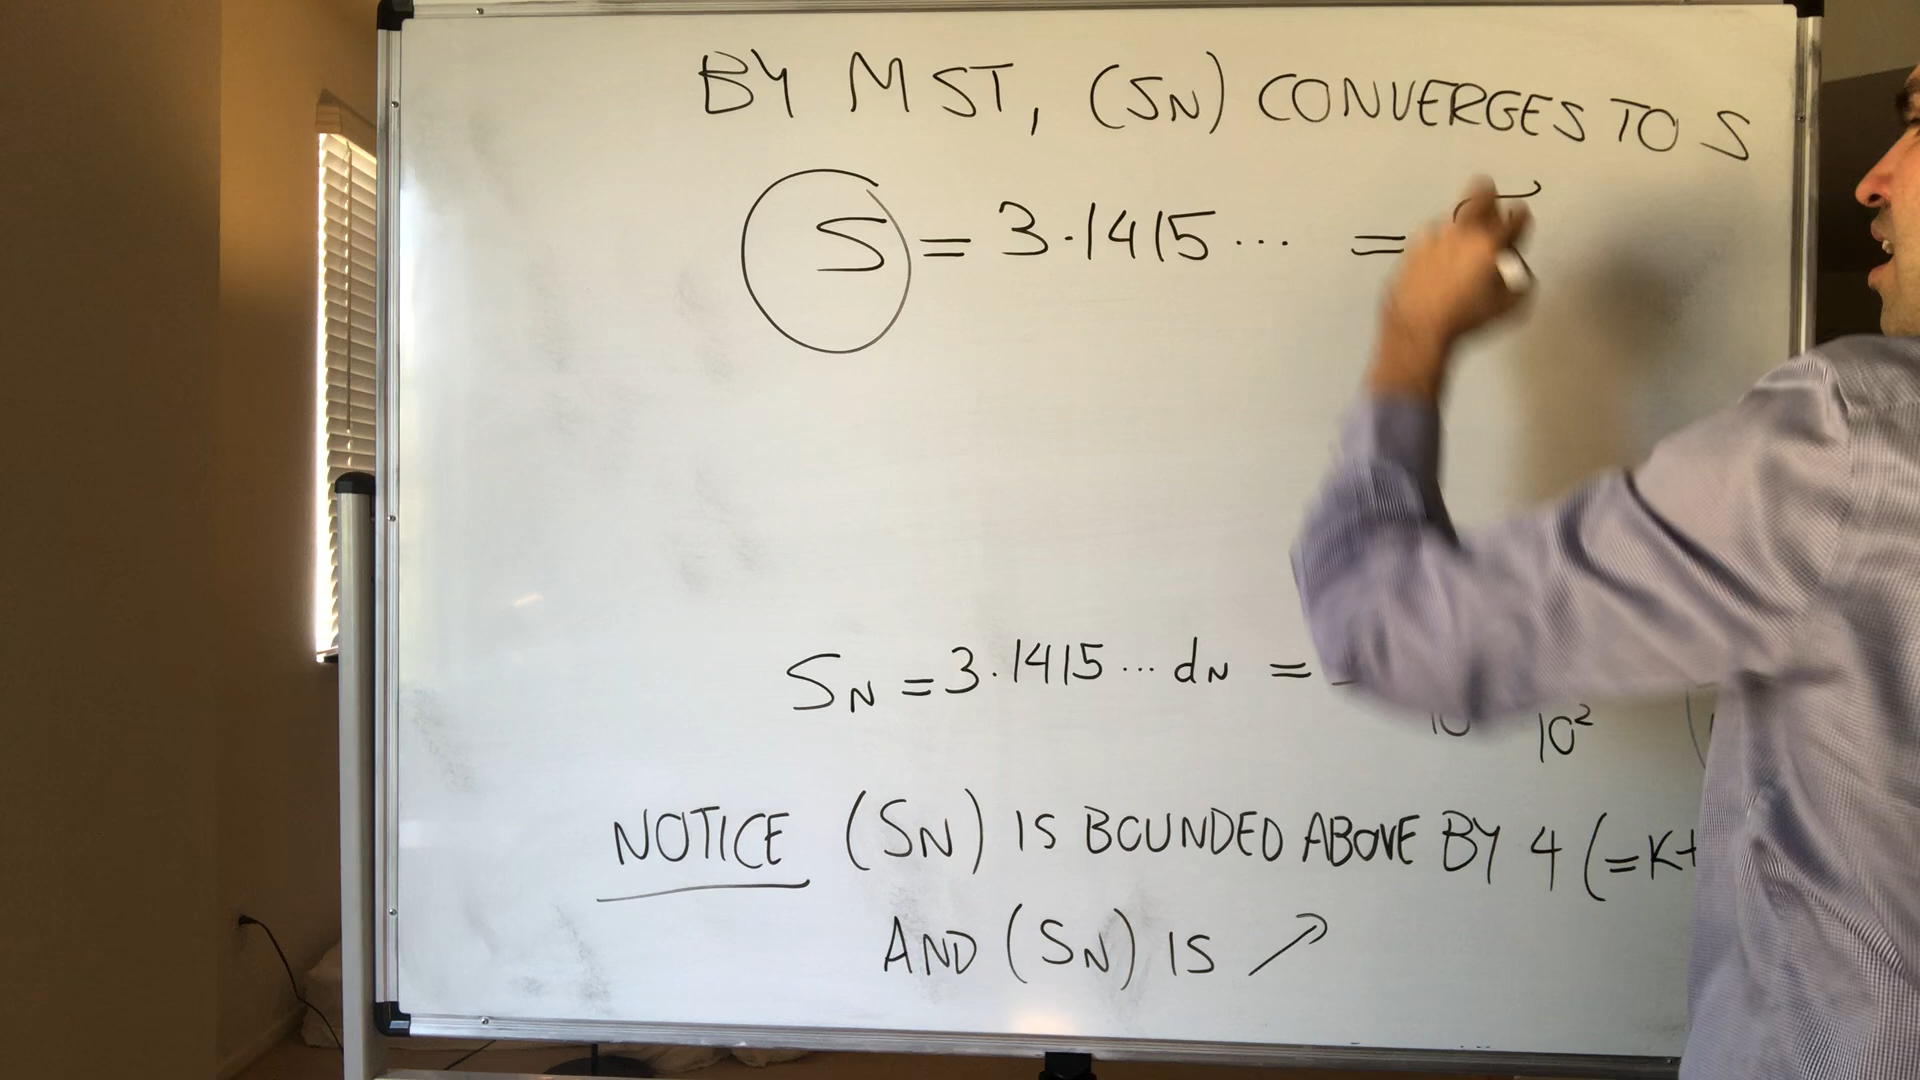 BY MST, (SN) CONVERGES TO S
S = 3.1415... =
SN = 3.1415... dN =
10 10²
NOTICE (SN) IS BOUNDED ABOVE BY 4 (=K+
AND (SN) IS ↗